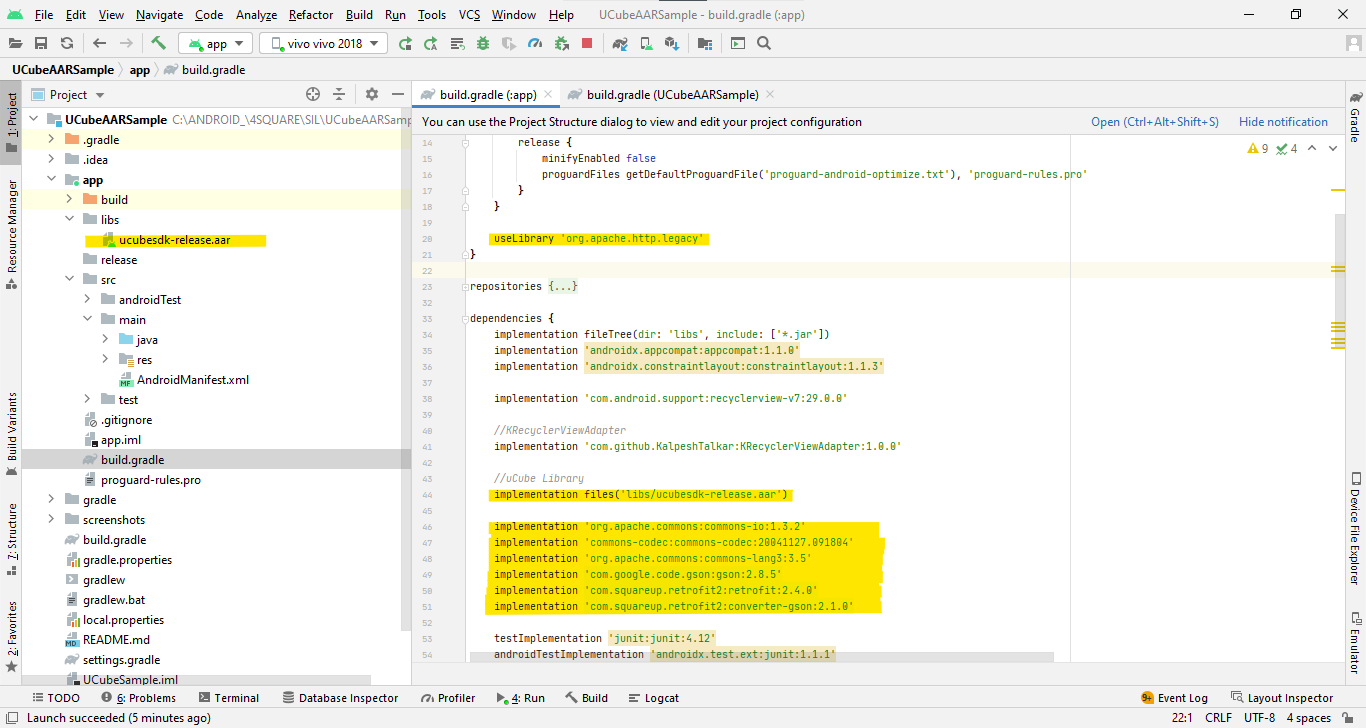 File Edit View Navigate Code Analyze Refactor Build Run Tools VCS Window Help UCubeAARSample - build.gradle (:app)
app vivo vivo 2018
UCubeAARSample app build.gradle
Project
build.gradle (:app) build.gradle (UCubeAARSample)
You can use the Project Structure dialog to view and edit your project configuration Open (Ctrl+Alt+Shift+S) Hide notification
1: Project
Resource Manager
Build Variants
7: Structure
2: Favorites
UCubeAARSample C:\ANDROID_\4SQUARE\SIL\UCubeAARSamp
.gradle
.idea
app
build
libs
ucubesdk-release.aar
release
src
androidTest
main
java
res
AndroidManifest.xml
test
.gitignore
app.iml
build.gradle
proguard-rules.pro
gradle
screenshots
build.gradle
gradle.properties
gradlew
gradlew.bat
local.properties
README.md
settings.gradle
UCubeSample.iml
9 4
14 release {
15 minifyEnabled false
16 proguardFiles getDefaultProguardFile('proguard-android-optimize.txt'), 'proguard-rules.pro'
17 }
18 }
19
20 useLibrary 'org.apache.http.legacy'
21 }
22
23 repositories {...}
32
33 dependencies {
34 implementation fileTree(dir: 'libs', include: ['*.jar'])
35 implementation 'androidx.appcompat:appcompat:1.1.0'
36 implementation 'androidx.constraintlayout:constraintlayout:1.1.3'
37
38 implementation 'com.android.support:recyclerview-v7:29.0.0'
39
40 //KRecyclerViewAdapter
41 implementation 'com.github.KalpeshTalkar:KRecyclerViewAdapter:1.0.0'
42
43 //uCube Library
44 implementation files('libs/ucubesdk-release.aar')
45
46 implementation 'org.apache.commons:commons-io:1.3.2'
47 implementation 'commons-codec:commons-codec:20041127.091804'
48 implementation 'org.apache.commons:commons-lang3:3.5'
49 implementation 'com.google.code.gson:gson:2.8.5'
50 implementation 'com.squareup.retrofit2:retrofit:2.4.0'
51 implementation 'com.squareup.retrofit2:converter-gson:2.1.0'
52
53 testImplementation 'junit:junit:4.12'
54 androidTestImplementation 'androidx.test.ext:junit:1.1.1'
Gradle
Device File Explorer
Emulator
TODO 6: Problems Terminal Database Inspector Profiler 4: Run Build Logcat 9+ Event Log Layout Inspector
Launch succeeded (5 minutes ago) 22:1 CRLF UTF-8 4 spaces